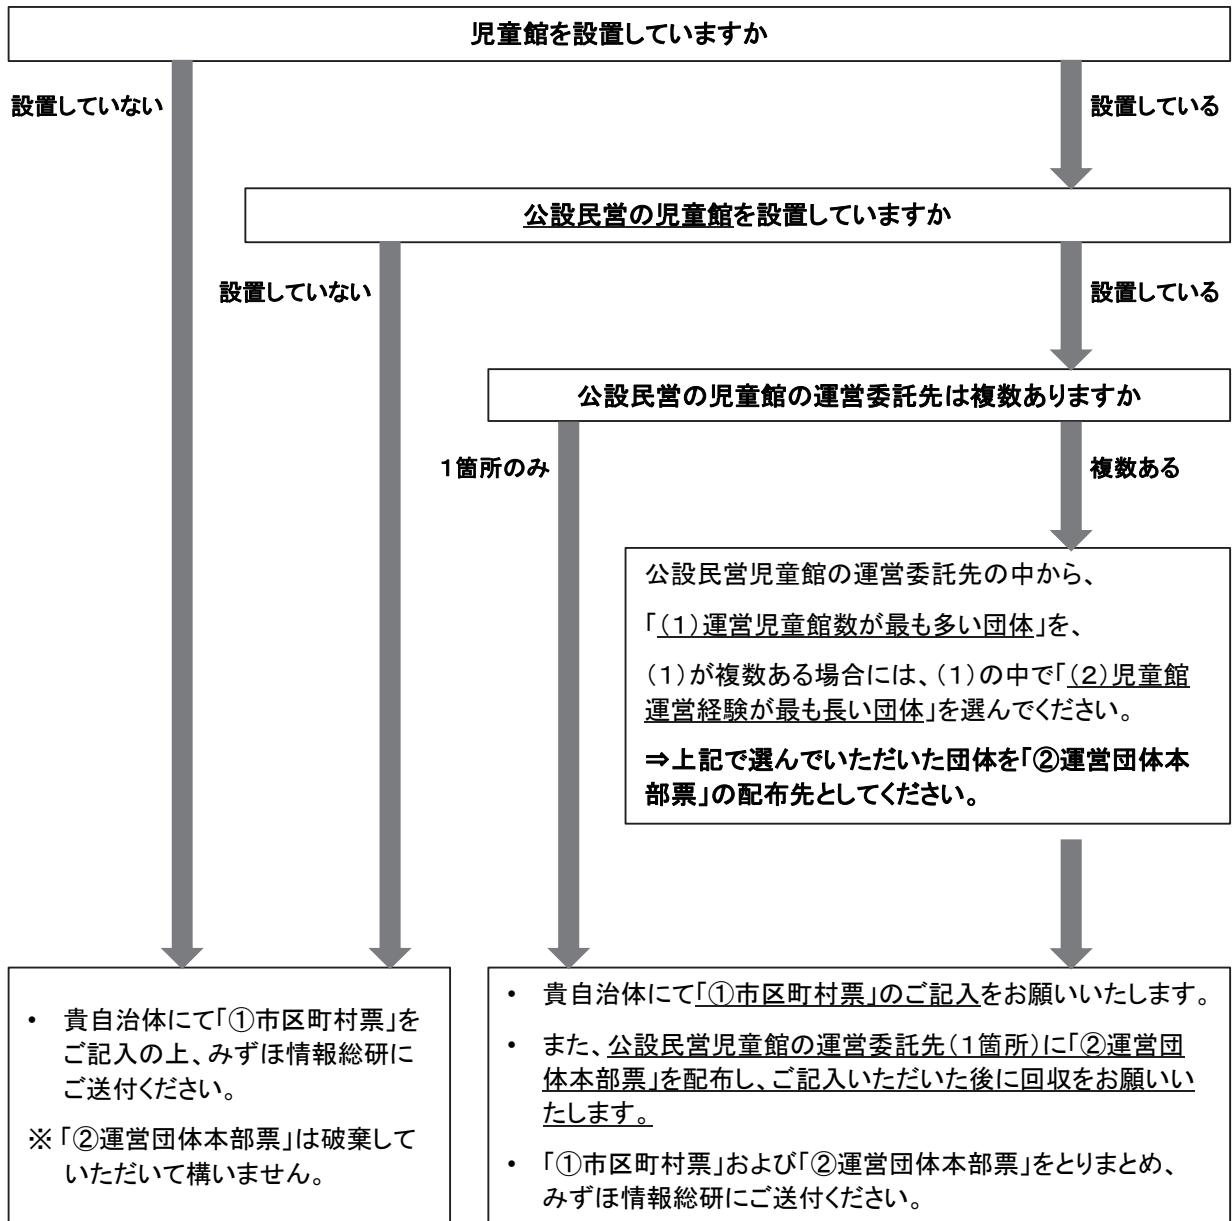 児童館を設置していますか
設置していない
設置している
公設民営の児童館を設置していますか
設置していない
設置している
公設民営の児童館の運営委託先は複数ありますか
1箇所のみ
複数ある
公設民営児童館の運営委託先の中から、
「(1)運営児童館数が最も多い団体」を、
(1)が複数ある場合には、(1)の中で「(2)児童館
運営経験が最も長い団体」を選んでください。
⇒上記で選んでいただいた団体を「②運営団体本
部票」の配布先としてください。
• 貴自治体にて「①市区町村票」を
ご記入の上、みずほ情報総研に
ご送付ください。
※「②運営団体本部票」は破棄して
いただいて構いません。
• 貴自治体にて「①市区町村票」のご記入をお願いいたします。
• また、公設民営児童館の運営委託先(1箇所)に「②運営団
体本部票」を配布し、ご記入いただいた後に回収をお願いい
たします。
• 「①市区町村票」および「②運営団体本部票」をとりまとめ、
みずほ情報総研にご送付ください。